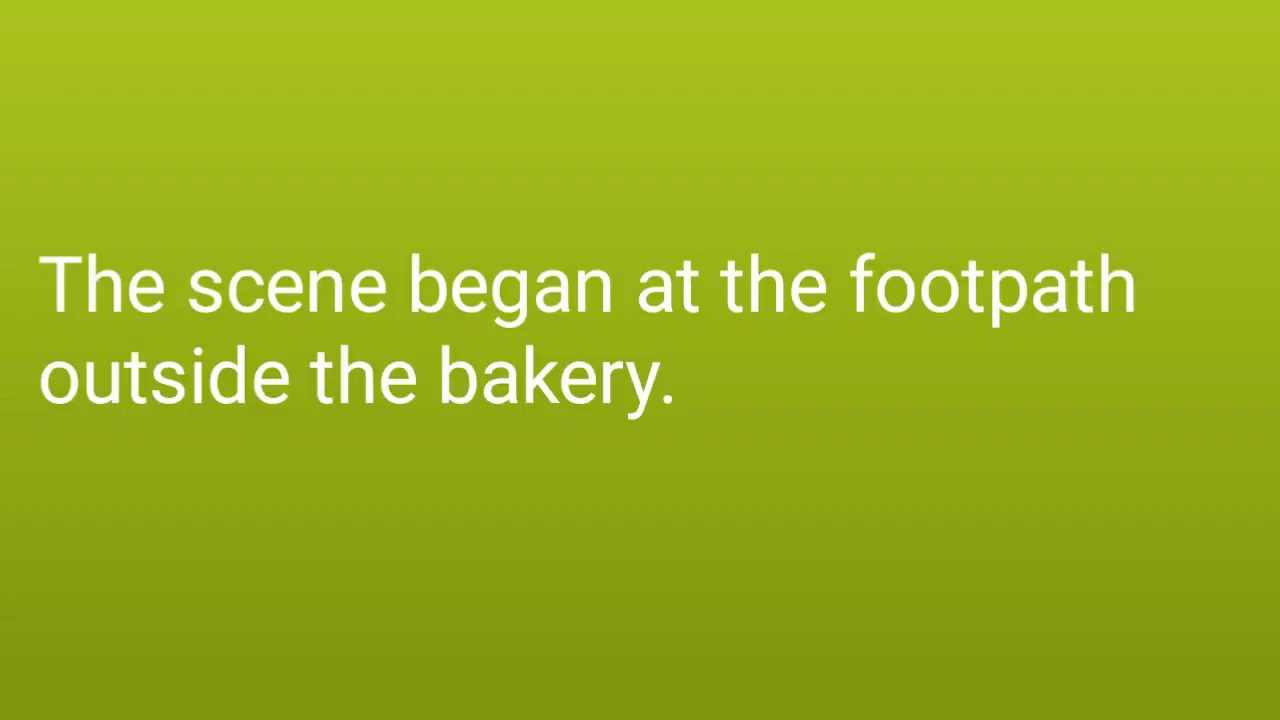 The scene began at the footpath
outside the bakery.